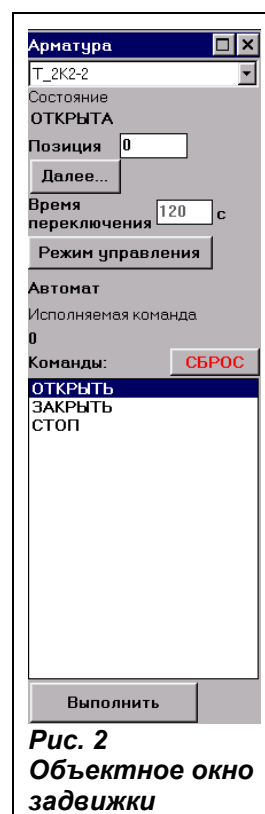 Арматура
T_2K2-2
Состояние
ОТКРЫТА
Позиция 0
Далее...
Время
переключения 120 с
Режим управления
Автомат
Исполняемая команда
0
Команды: СБРОС
ОТКРЫТЬ
ЗАКРЫТЬ
СТОП
Выполнить
Рис. 2
Объектное окно
задвижки